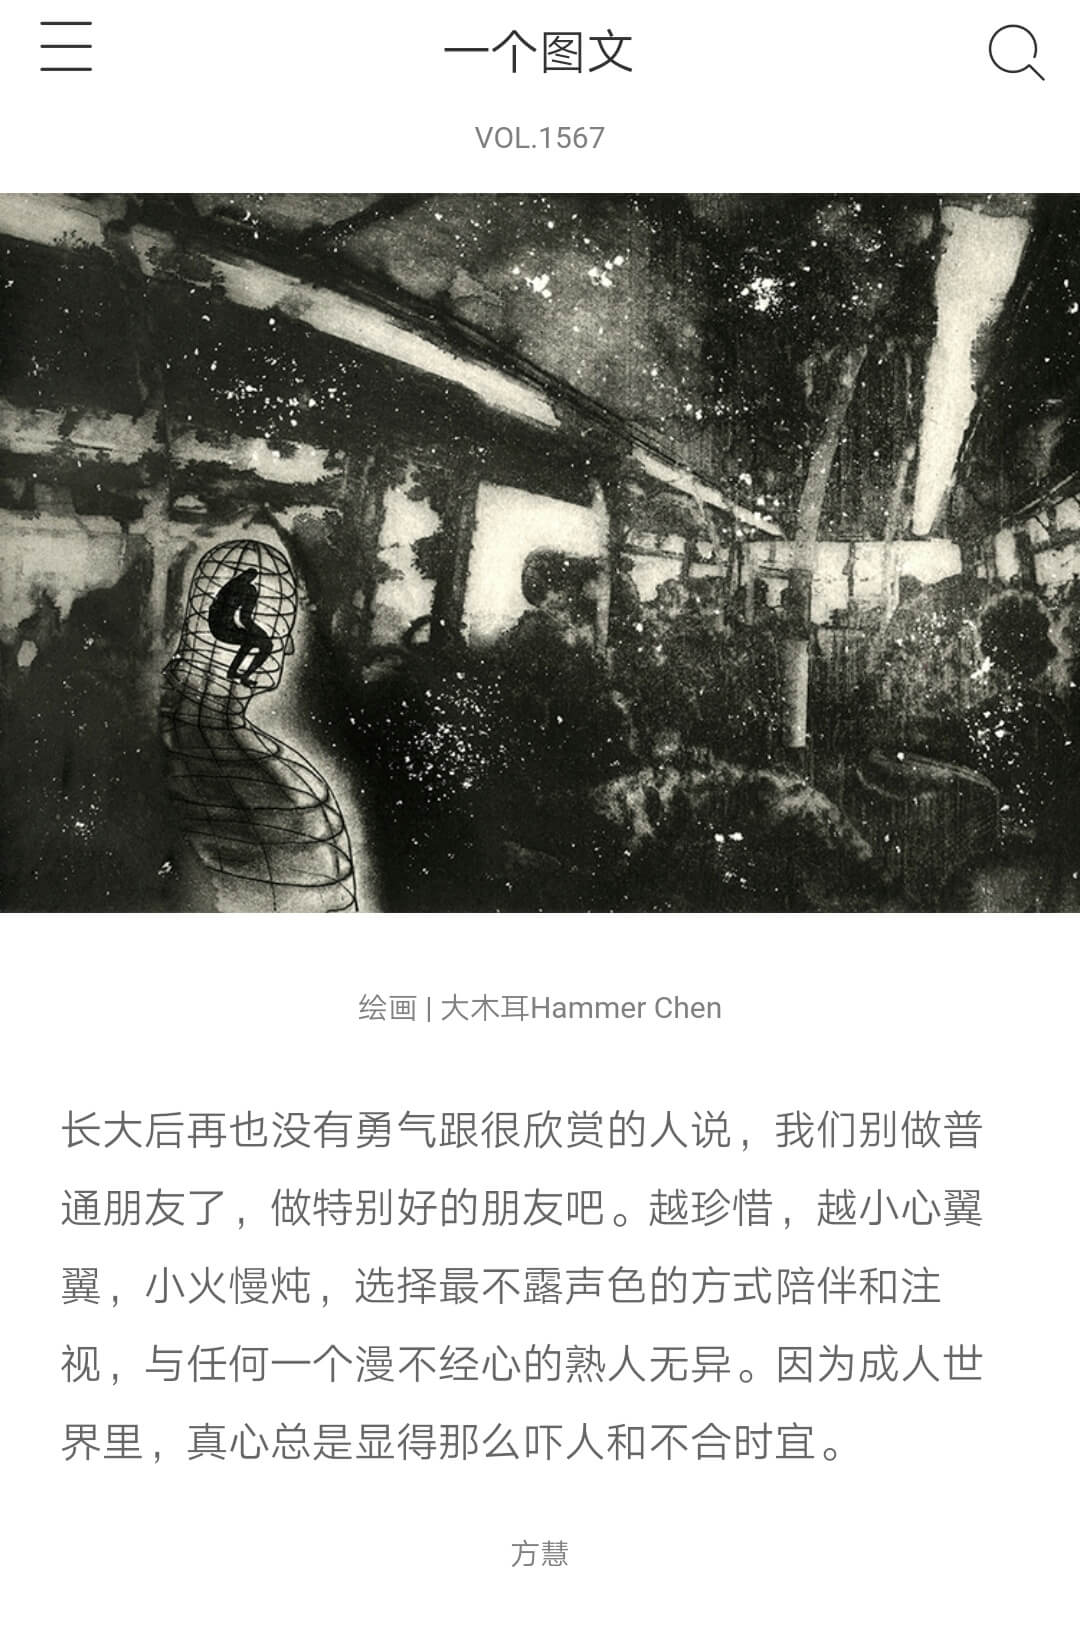 一个图文
VOL.1567
绘画 | 大木耳Hammer Chen
长大后再也没有勇气跟很欣赏的人说，我们别做普
通朋友了，做特别好的朋友吧。越珍惜，越小心翼
翼，小火慢炖，选择最不露声色的方式陪伴和注
视，与任何一个漫不经心的熟人无异。因为成人世
界里，真心总是显得那么吓人和不合时宜。
方慧